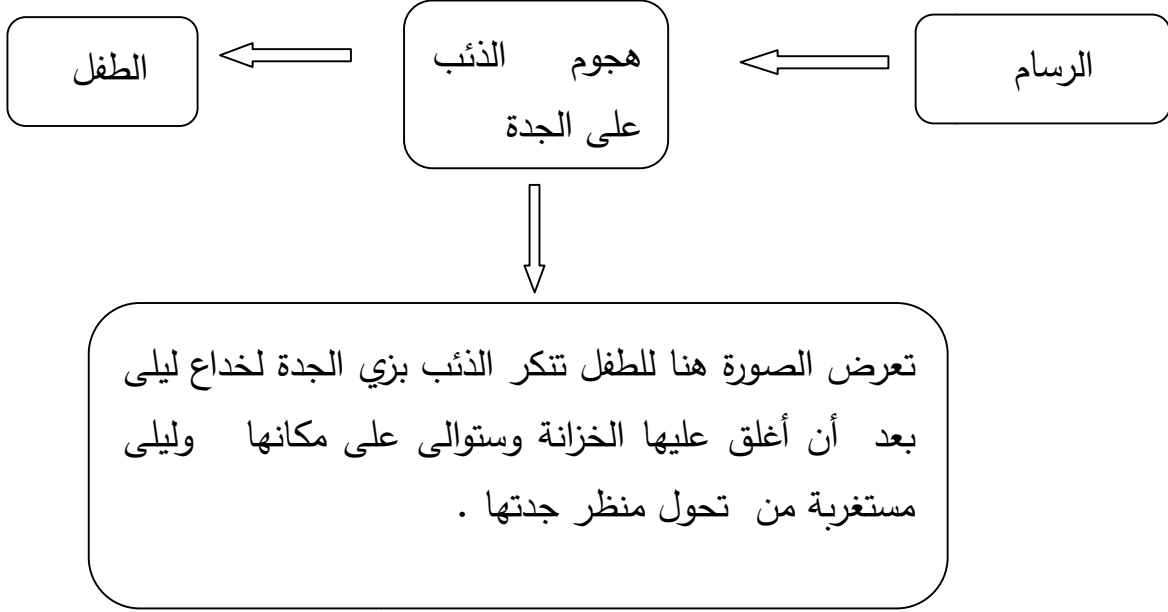 الرسام
هجوم الذئب
على الجدة
الطفل
تعرض الصورة هنا للطفل تنكر الذئب بزي الجدة لخداع ليلى
بعد أن أغلق عليها الخزانة وستوالى على مكانها وليلى
مستغربة من تحول منظر جدتها .